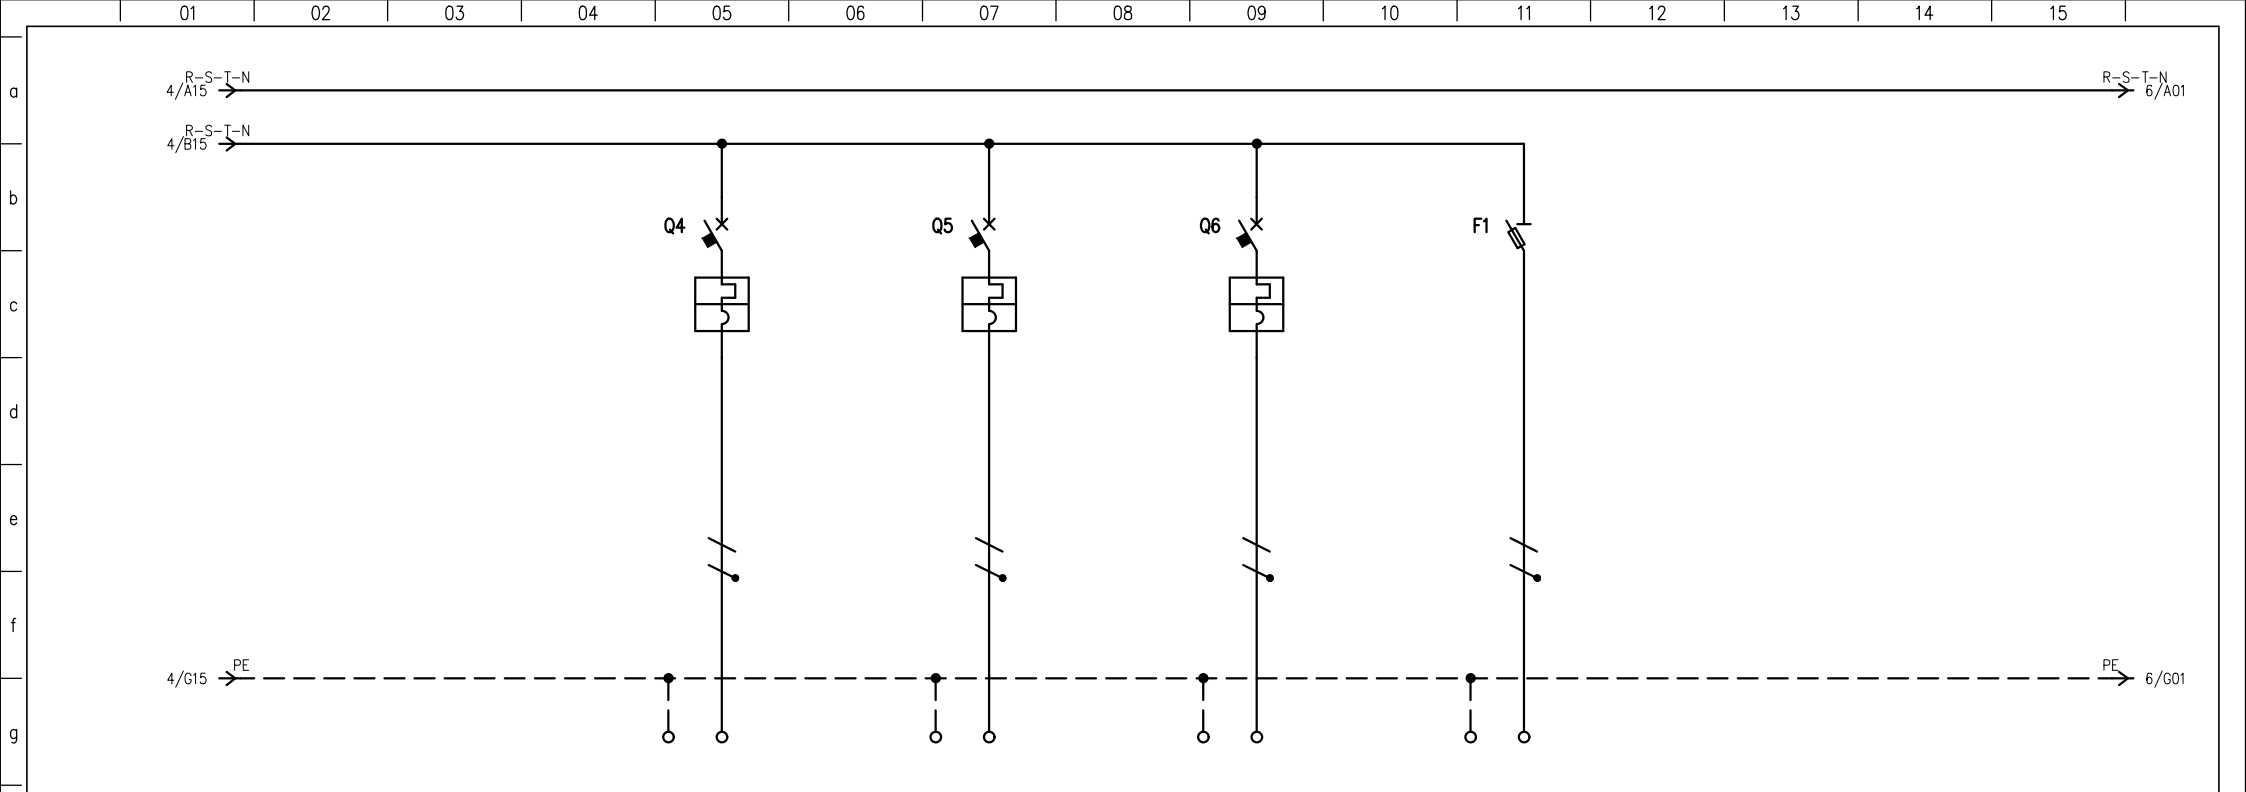 01 02 03 04 05 06 07 08 09 10 11 12 13 14 15
a
R-S-T-N R-S-T-N
4/A15 6/A01
R-S-T-N
4/B15
b
Q4 Q5 Q6 F1
c
d
e
f
PE PE
4/G15 6/G01
g